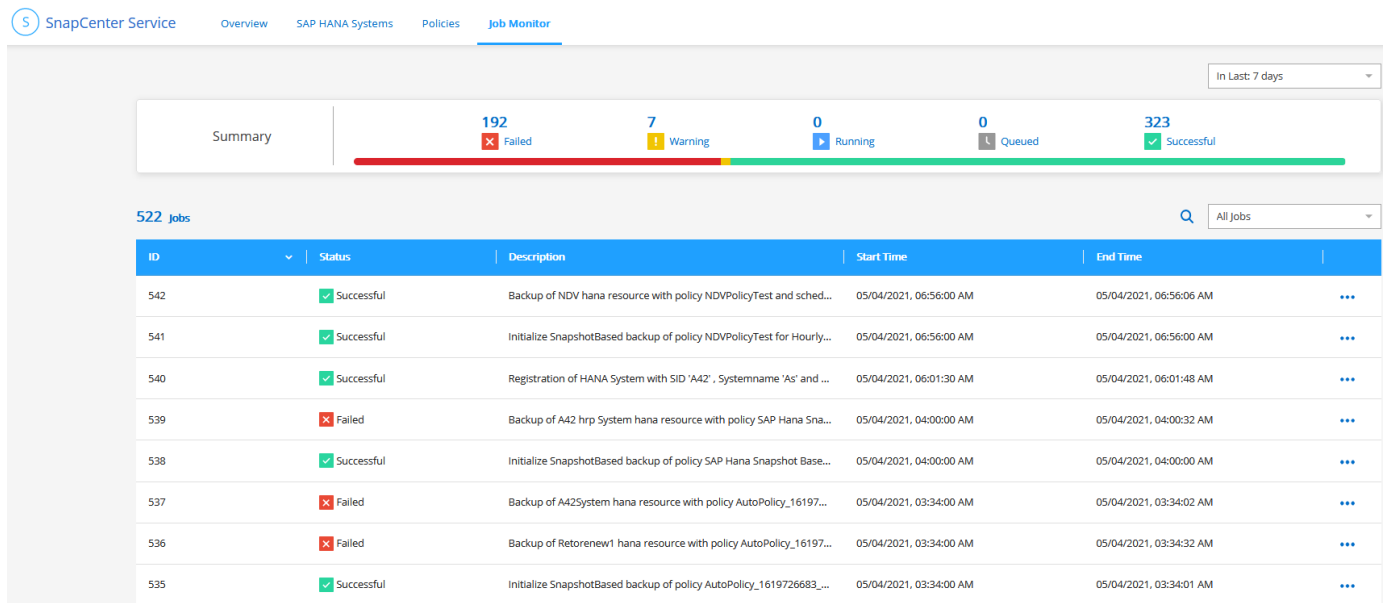 S SnapCenter Service Overview SAP HANA Systems Policies Job Monitor
In Last: 7 days
Summary
192 7 0 0 323
Failed Warning Running Queued Successful
522 Jobs All Jobs
ID Status Description Start Time End Time
542 Successful Backup of NDV hana resource with policy NDVPolicyTest and sched... 05/04/2021, 06:56:00 AM 05/04/2021, 06:56:06 AM
541 Successful Initialize SnapshotBased backup of policy NDVPolicyTest for Hourly... 05/04/2021, 06:56:00 AM 05/04/2021, 06:56:00 AM
540 Successful Registration of HANA System with SID 'A42' , Systemname 'As' and ... 05/04/2021, 06:01:30 AM 05/04/2021, 06:01:48 AM
539 Failed Backup of A42 hrp System hana resource with policy SAP Hana Sna... 05/04/2021, 04:00:00 AM 05/04/2021, 04:00:32 AM
538 Successful Initialize SnapshotBased backup of policy SAP Hana Snapshot Base... 05/04/2021, 04:00:00 AM 05/04/2021, 04:00:00 AM
537 Failed Backup of A42System hana resource with policy AutoPolicy_16197... 05/04/2021, 03:34:00 AM 05/04/2021, 03:34:02 AM
536 Failed Backup of Retorenew1 hana resource with policy AutoPolicy_16197... 05/04/2021, 03:34:00 AM 05/04/2021, 03:34:32 AM
535 Successful Initialize SnapshotBased backup of policy AutoPolicy_1619726683_... 05/04/2021, 03:34:00 AM 05/04/2021, 03:34:01 AM